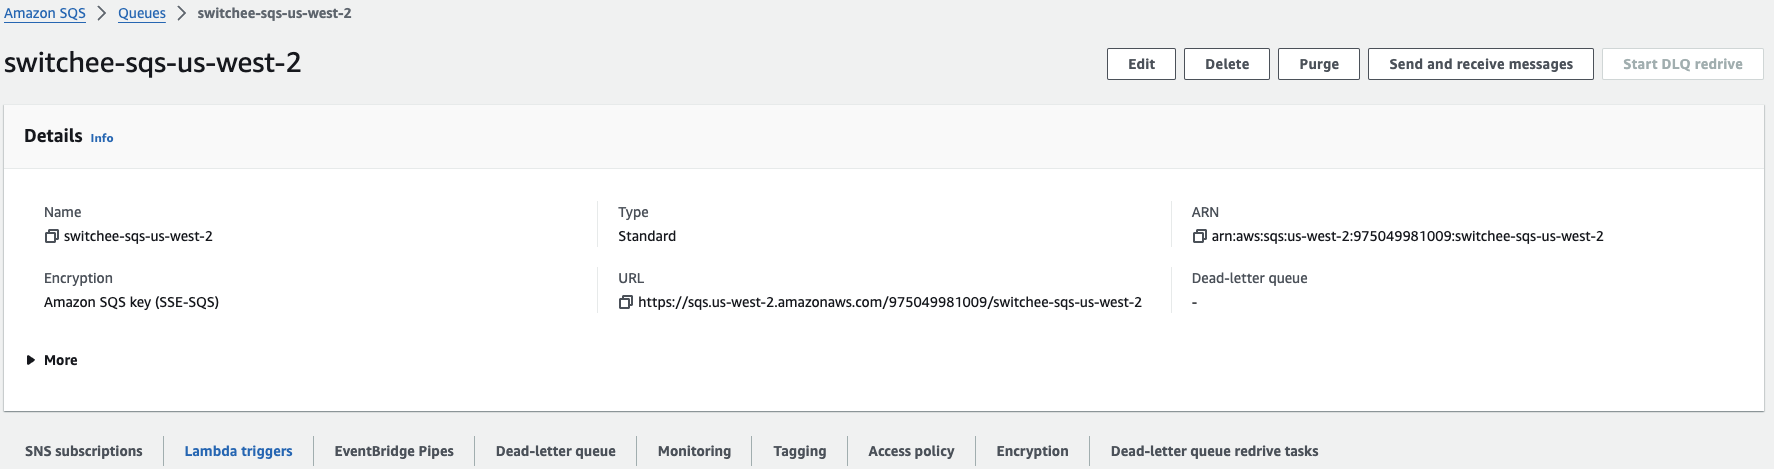 Amazon SQS > Queues > switchee-sqs-us-west-2
switchee-sqs-us-west-2
Edit Delete Purge Send and receive messages Start DLQ redrive
Details Info
Name Type ARN
switchee-sqs-us-west-2 Standard arn:aws:sqs:us-west-2:975049981009:switchee-sqs-us-west-2
Encryption URL Dead-letter queue
Amazon SQS key (SSE-SQS) https://sqs.us-west-2.amazonaws.com/975049981009/switchee-sqs-us-west-2 -
More
SNS subscriptions Lambda triggers EventBridge Pipes Dead-letter queue Monitoring Tagging Access policy Encryption Dead-letter queue redrive tasks